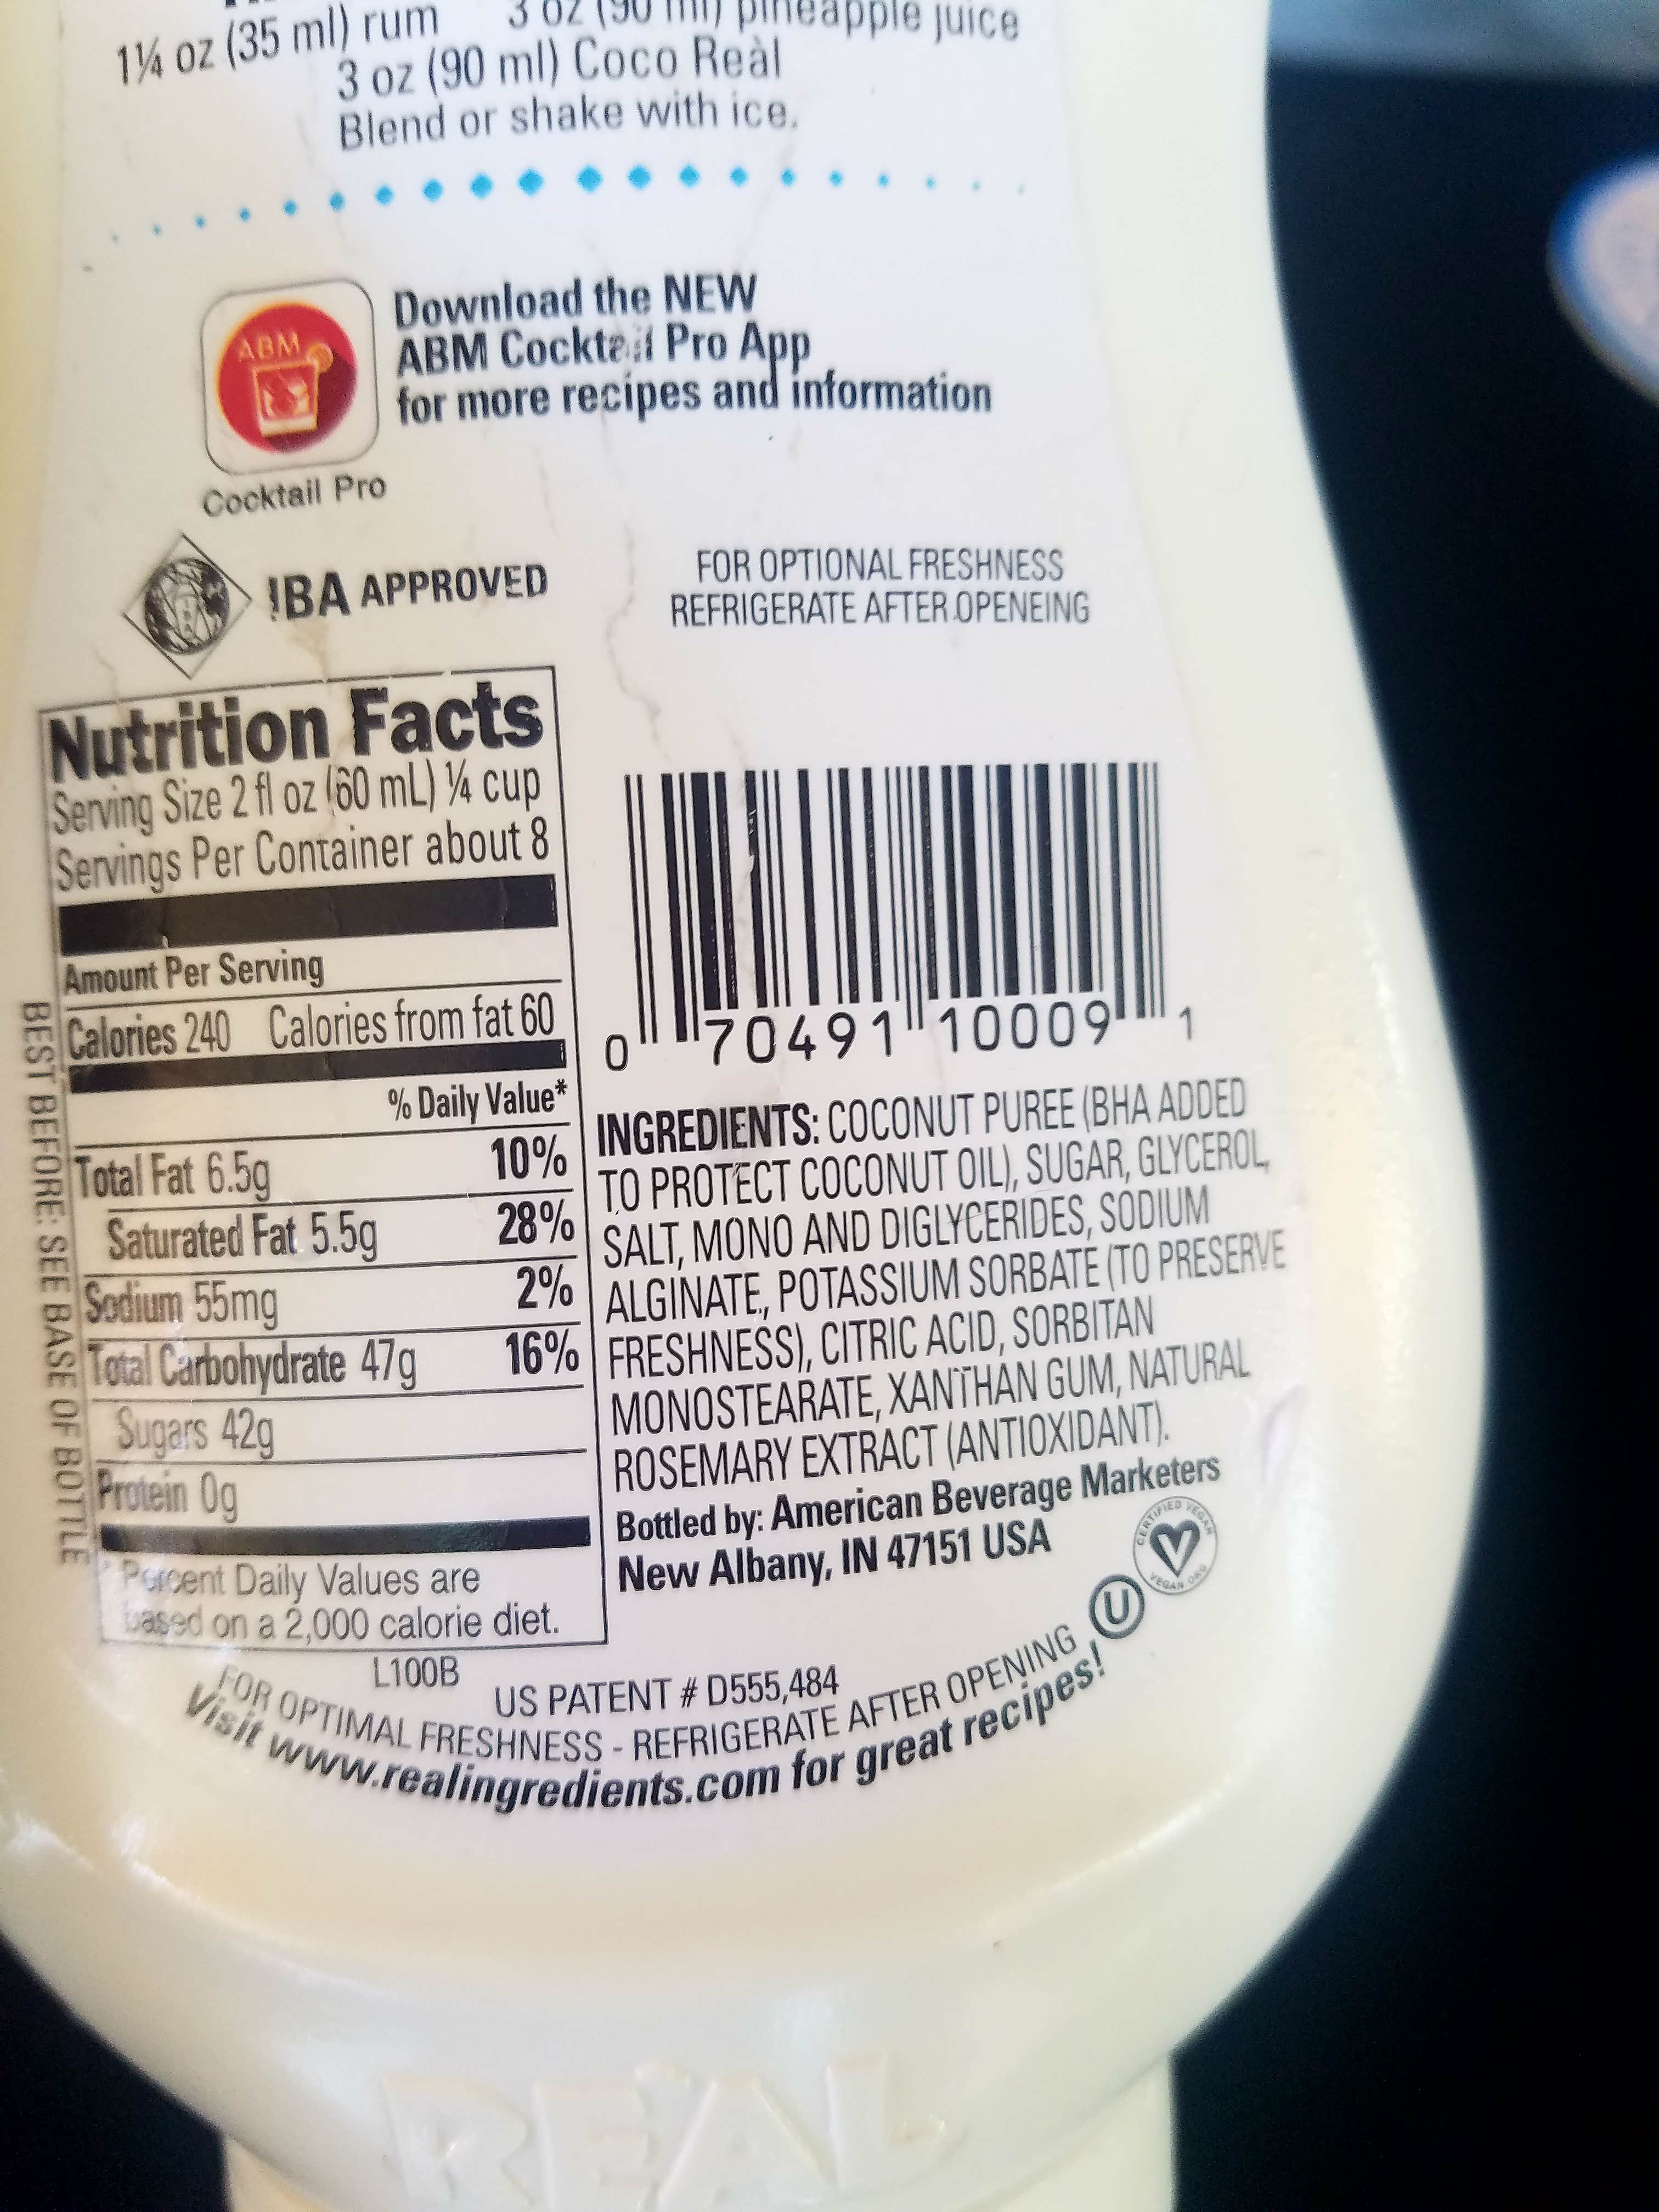 1¼ oz (35 ml) rum 3 oz (90 ml) pineapple juice
3 oz (90 ml) Coco Reàl
Blend or shake with ice.
ABM
Download the NEW
ABM Cocktail Pro App
for more recipes and information
Cocktail Pro
IBA APPROVED
FOR OPTIONAL FRESHNESS
REFRIGERATE AFTER OPENEING
Nutrition Facts
Serving Size 2 fl oz (60 mL) ¼ cup
Servings Per Container about 8
Amount Per Serving
Calories 240 Calories from fat 60
% Daily Value*
Total Fat 6.5g 10%
Saturated Fat 5.5g 28%
Sodium 55mg 2%
Total Carbohydrate 47g 16%
Sugars 42g
Protein 0g
* Percent Daily Values are
based on a 2,000 calorie diet.
BEST BEFORE: SEE BASE OF BOTTLE
0 70491 10009 1
INGREDIENTS: COCONUT PUREE (BHA ADDED
TO PROTECT COCONUT OIL), SUGAR, GLYCEROL,
SALT, MONO AND DIGLYCERIDES, SODIUM
ALGINATE, POTASSIUM SORBATE (TO PRESERVE
FRESHNESS), CITRIC ACID, SORBITAN
MONOSTEARATE, XANTHAN GUM, NATURAL
ROSEMARY EXTRACT (ANTIOXIDANT).
Bottled by: American Beverage Marketers
New Albany, IN 47151 USA
CERTIFIED VEGAN
VEGAN.ORG
U
L100B
US PATENT # D555,484
FOR OPTIMAL FRESHNESS - REFRIGERATE AFTER OPENING
Visit www.realingredients.com for great recipes!
REÀL